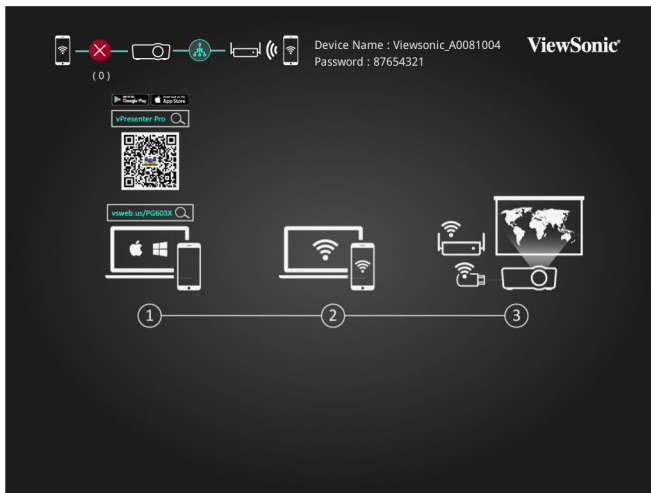 Device Name : Viewsonic_A0081004
ViewSonic®
Password : 87654321
( 0 )
Google Play
App Store
vPresenter Pro
vsweb.us/PG603X
1
2
3